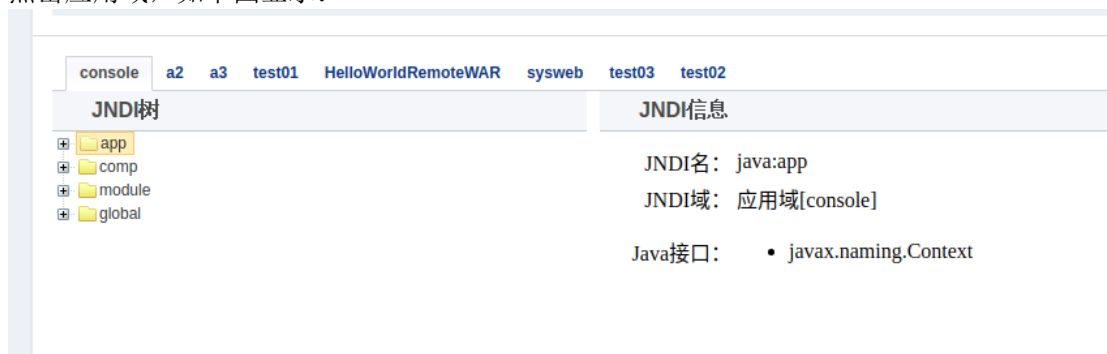 console a2 a3 test01 HelloWorldRemoteWAR sysweb test03 test02
JNDI树 JNDI信息
app
comp
module
global
JNDI名： java:app
JNDI域： 应用域[console]
Java接口： • javax.naming.Context